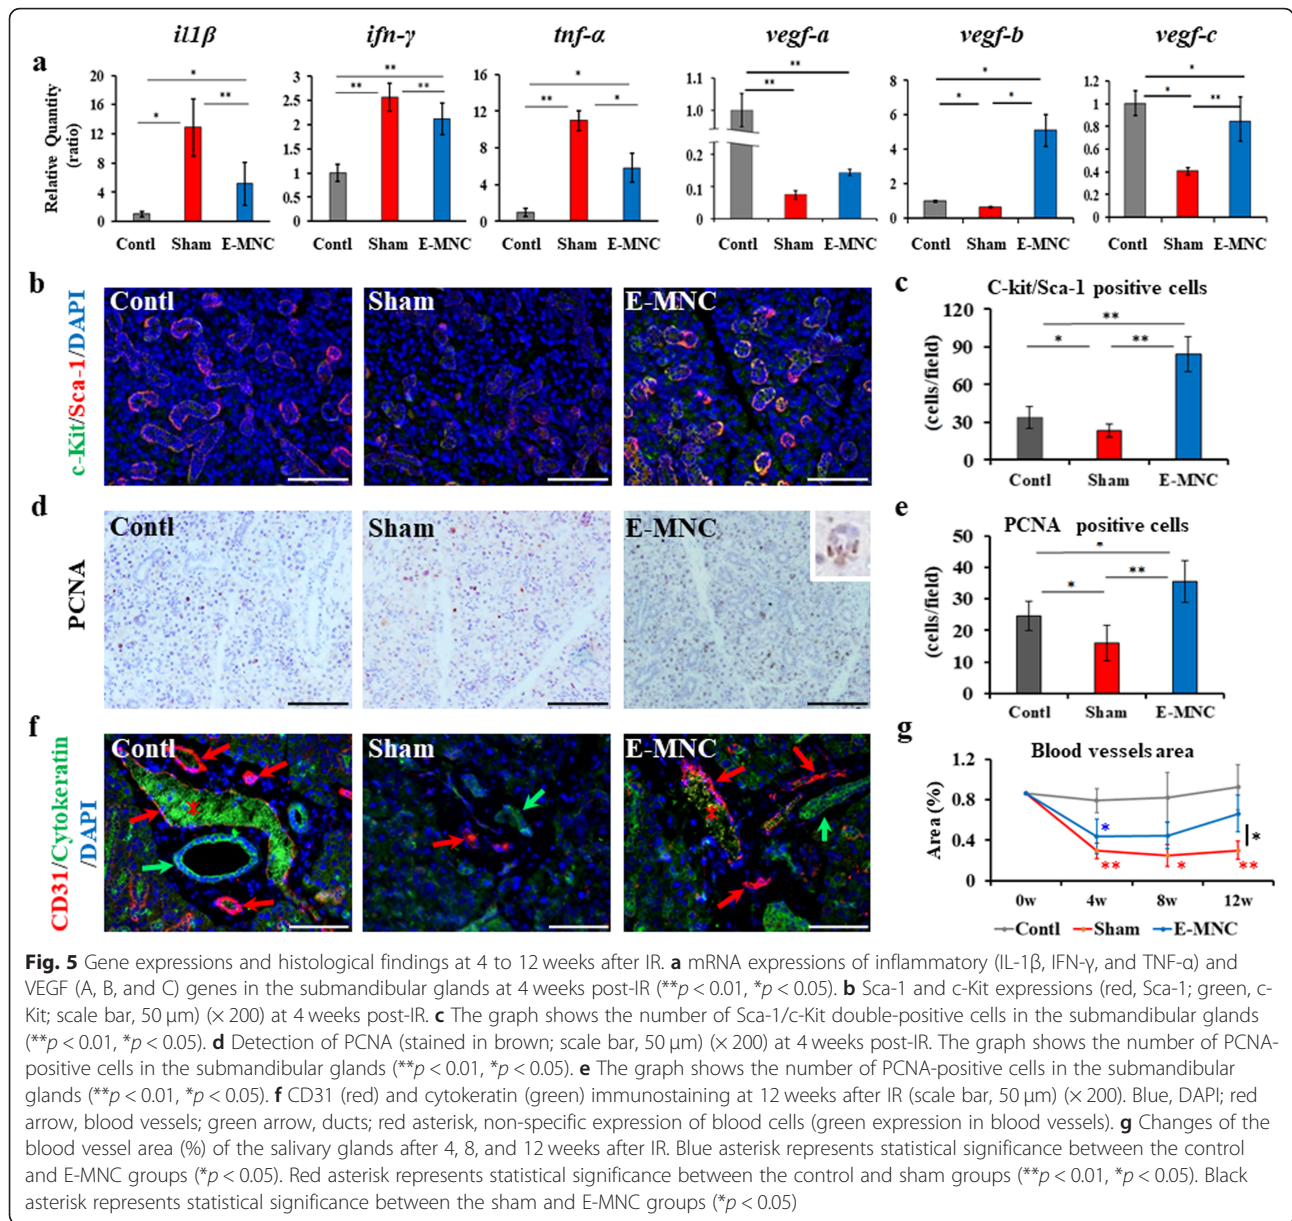 il1β ifn-γ tnf-α vegf-a vegf-b vegf-c
a
Relative Quantity
(ratio)
20
16
12
8
4
0
Contl Sham E-MNC
* * **
3
2.5
2
1.5
1
0.5
0
Contl Sham E-MNC
** ** **
16
12
8
4
0
Contl Sham E-MNC
* ** *
1.1
1.0
0.2
0.1
0
Contl Sham E-MNC
** **
8
6
4
2
0
Contl Sham E-MNC
* * *
1.2
1
0.8
0.6
0.4
0.2
0
Contl Sham E-MNC
* * **
b
c-Kit/Sca-1/DAPI
Contl Sham E-MNC
c
C-kit/Sca-1 positive cells
(cells/field)
120
90
60
30
0
** * **
Contl Sham E-MNC
d
PCNA
Contl Sham E-MNC
e
PCNA positive cells
(cells/field)
50
40
30
20
10
0
* * **
Contl Sham E-MNC
f
CD31/Cytokeratin
/DAPI
Contl Sham E-MNC
g
Blood vessels area
Area (%)
1.2
0.8
0.4
0
* ** * ** *
0w 4w 8w 12w
Contl Sham E-MNC
Fig. 5 Gene expressions and histological findings at 4 to 12 weeks after IR. a mRNA expressions of inflammatory (IL-1β, IFN-γ, and TNF-α) and
VEGF (A, B, and C) genes in the submandibular glands at 4 weeks post-IR (**p < 0.01, *p < 0.05). b Sca-1 and c-Kit expressions (red, Sca-1; green, c-
Kit; scale bar, 50 μm) (× 200) at 4 weeks post-IR. c The graph shows the number of Sca-1/c-Kit double-positive cells in the submandibular glands
(**p < 0.01, *p < 0.05). d Detection of PCNA (stained in brown; scale bar, 50 μm) (× 200) at 4 weeks post-IR. The graph shows the number of PCNA-
positive cells in the submandibular glands (**p < 0.01, *p < 0.05). e The graph shows the number of PCNA-positive cells in the submandibular
glands (**p < 0.01, *p < 0.05). f CD31 (red) and cytokeratin (green) immunostaining at 12 weeks after IR (scale bar, 50 μm) (× 200). Blue, DAPI; red
arrow, blood vessels; green arrow, ducts; red asterisk, non-specific expression of blood cells (green expression in blood vessels). g Changes of the
blood vessel area (%) of the salivary glands after 4, 8, and 12 weeks after IR. Blue asterisk represents statistical significance between the control
and E-MNC groups (*p < 0.05). Red asterisk represents statistical significance between the control and sham groups (**p < 0.01, *p < 0.05). Black
asterisk represents statistical significance between the sham and E-MNC groups (*p < 0.05)